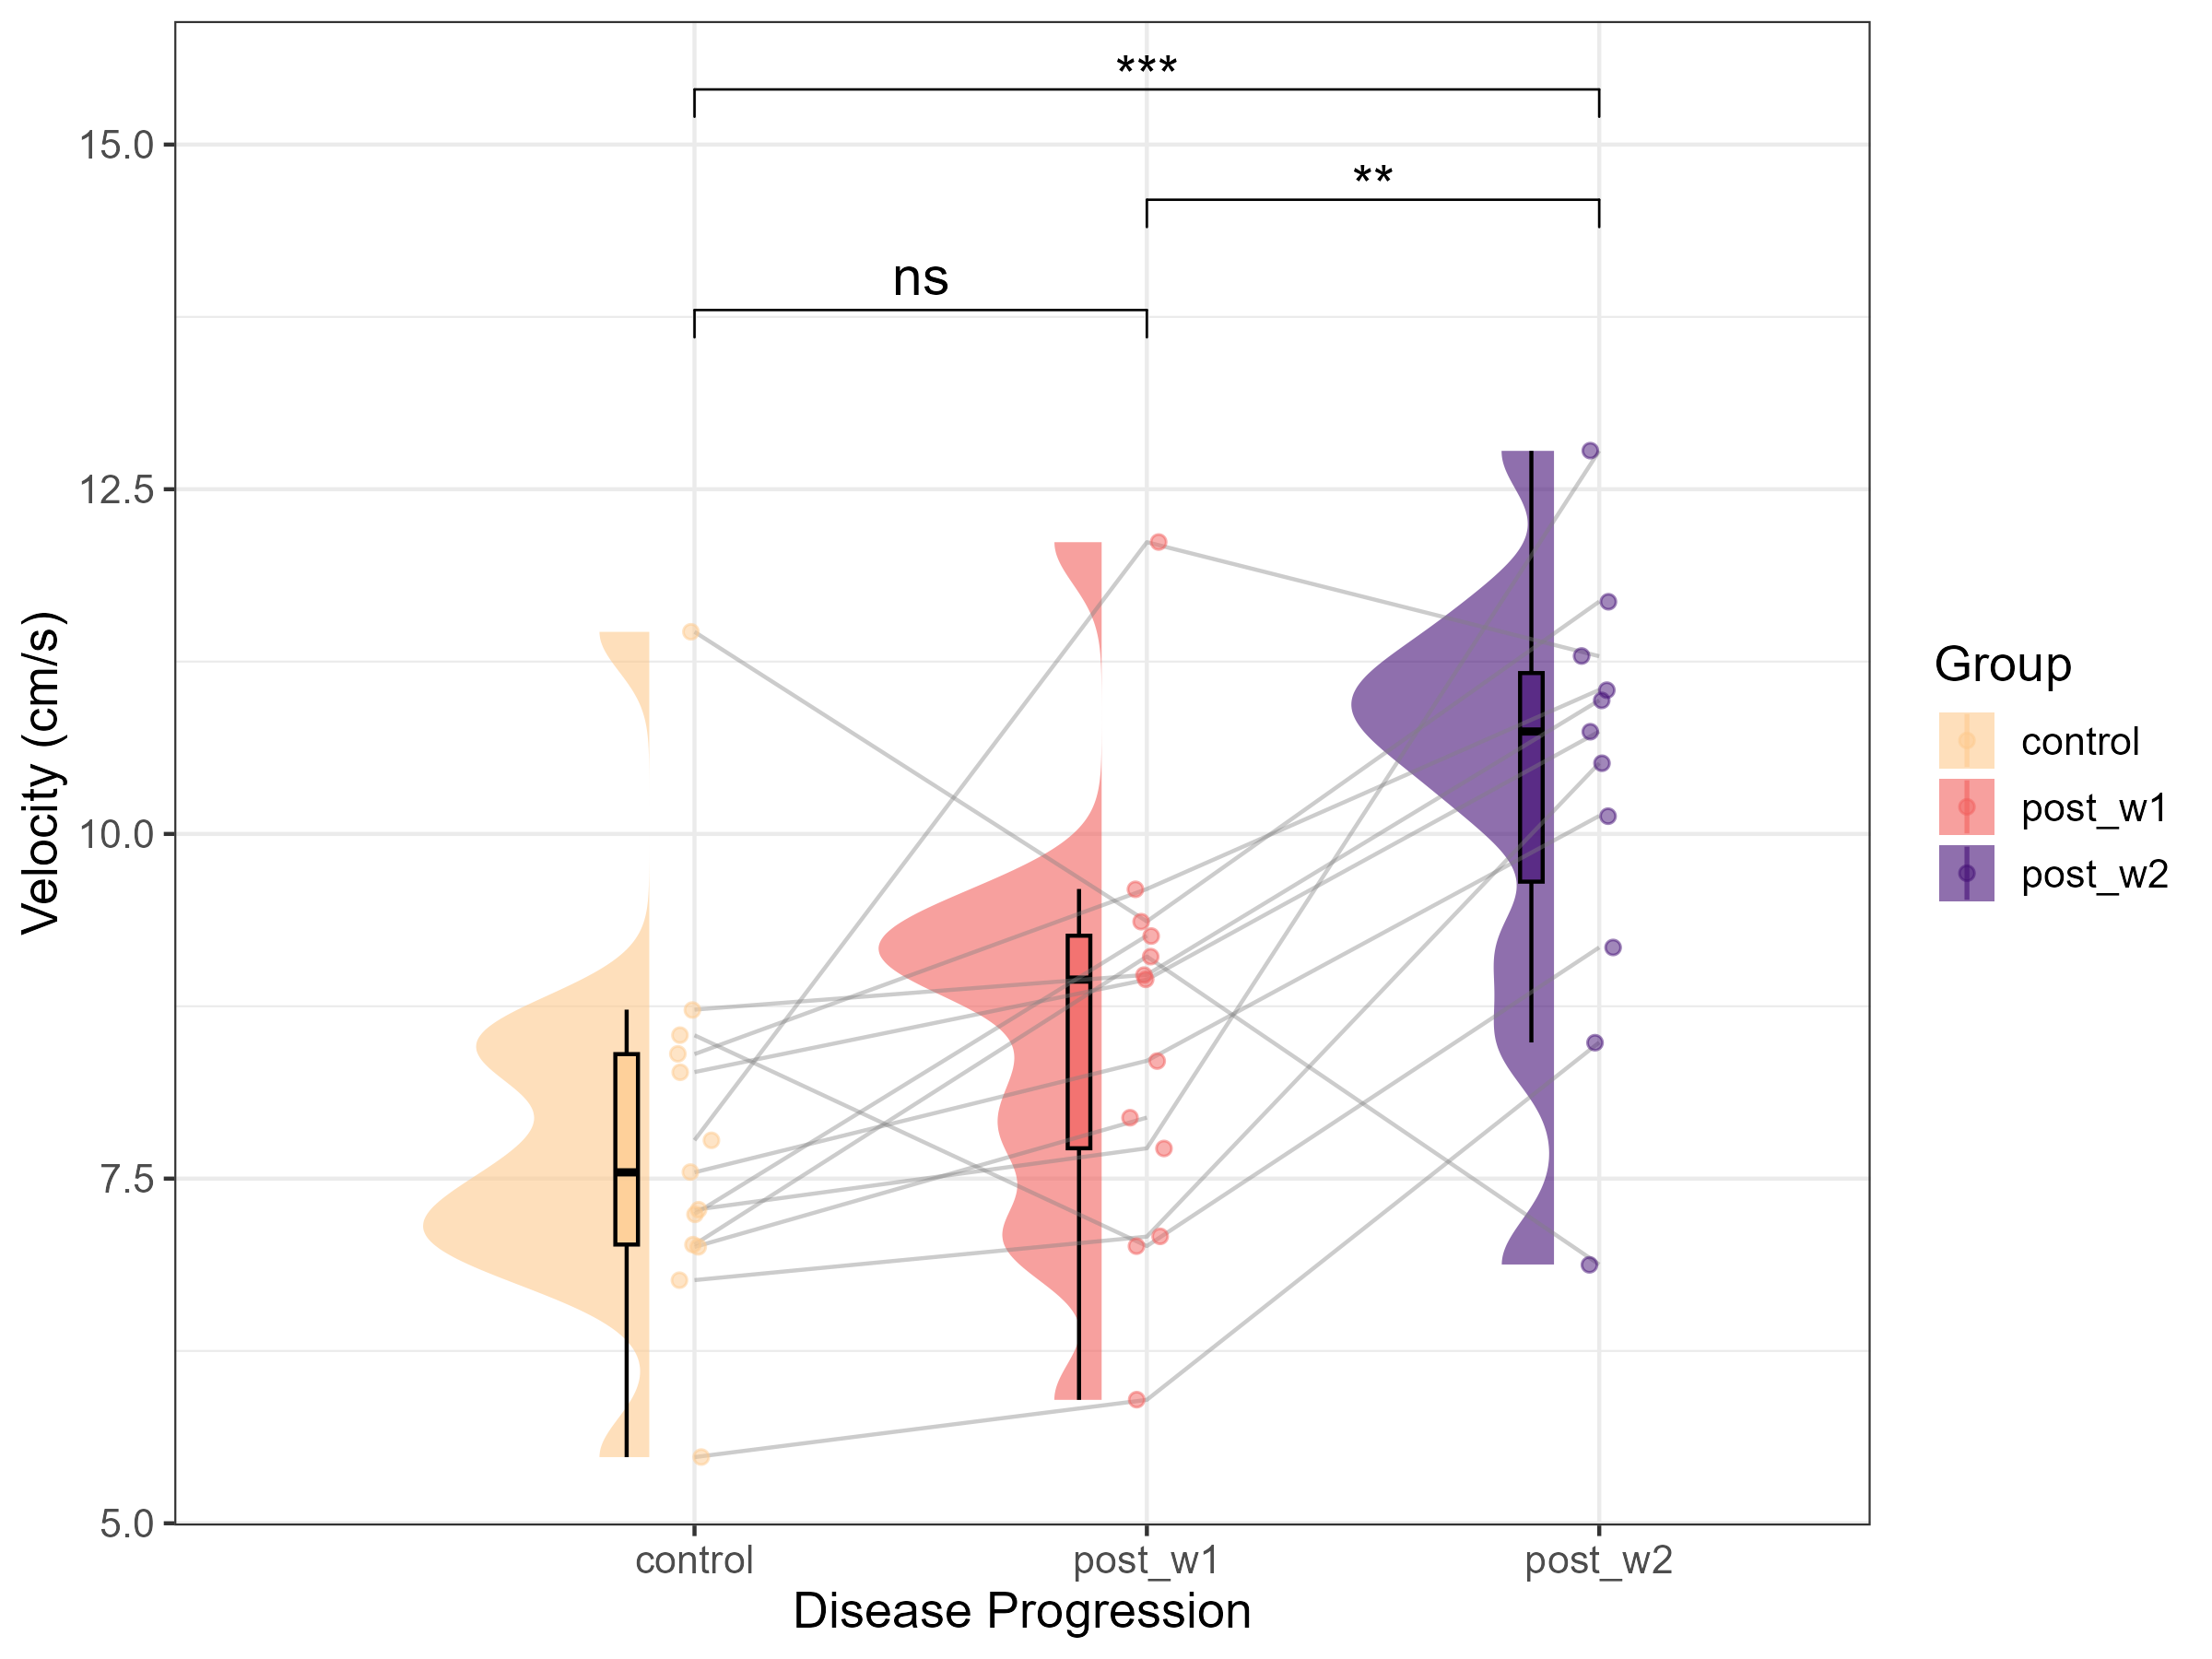 ***
**
ns
15.0
12.5
10.0
7.5
5.0
Velocity (cm/s)
control
post_w1
post_w2
Disease Progression
Group
control
post_w1
post_w2